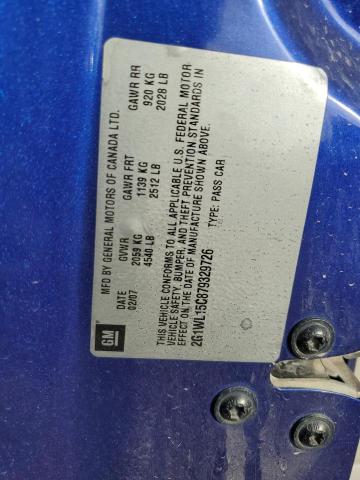 GM
MFD BY GENERAL MOTORS OF CANADA LTD.
DATE GVWR GAWR FRT GAWR RR
02/07 2059 KG 1139 KG 920 KG
4540 LB 2512 LB 2028 LB
THIS VEHICLE CONFORMS TO ALL APPLICABLE U.S. FEDERAL MOTOR
VEHICLE SAFETY, BUMPER, AND THEFT PREVENTION STANDARDS IN
EFFECT ON THE DATE OF MANUFACTURE SHOWN ABOVE.
2G1WL15C879329726 TYPE: PASS CAR